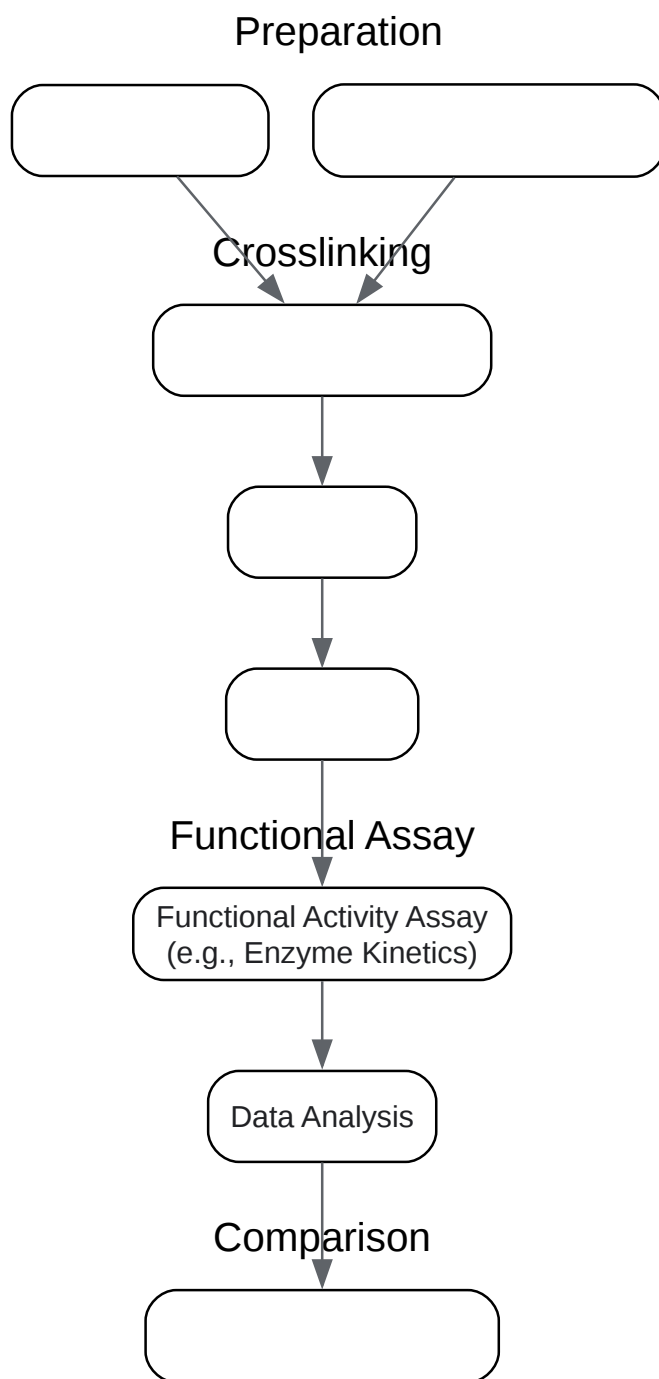 Preparation
Crosslinking
Functional Assay
Functional Activity Assay
(e.g., Enzyme Kinetics)
Data Analysis
Comparison